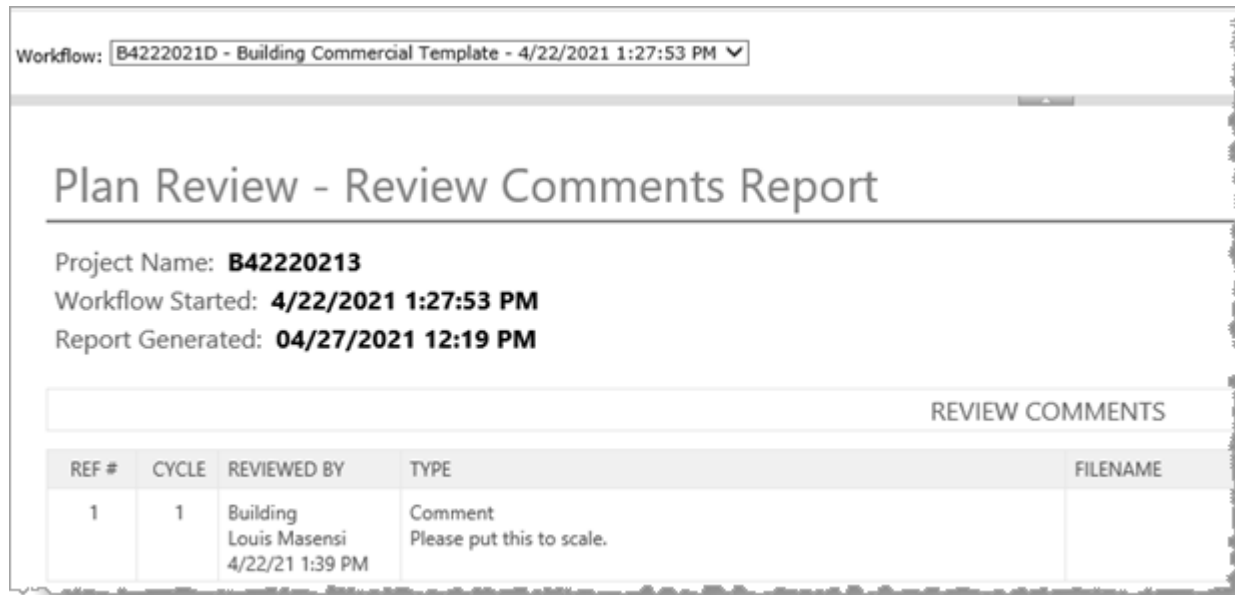 Workflow: B4222021D - Building Commercial Template - 4/22/2021 1:27:53 PM
Plan Review - Review Comments Report
Project Name: B42220213
Workflow Started: 4/22/2021 1:27:53 PM
Report Generated: 04/27/2021 12:19 PM
REVIEW COMMENTS
REF # CYCLE REVIEWED BY TYPE FILENAME
1 1 Building Comment
Louis Masensi Please put this to scale.
4/22/21 1:39 PM